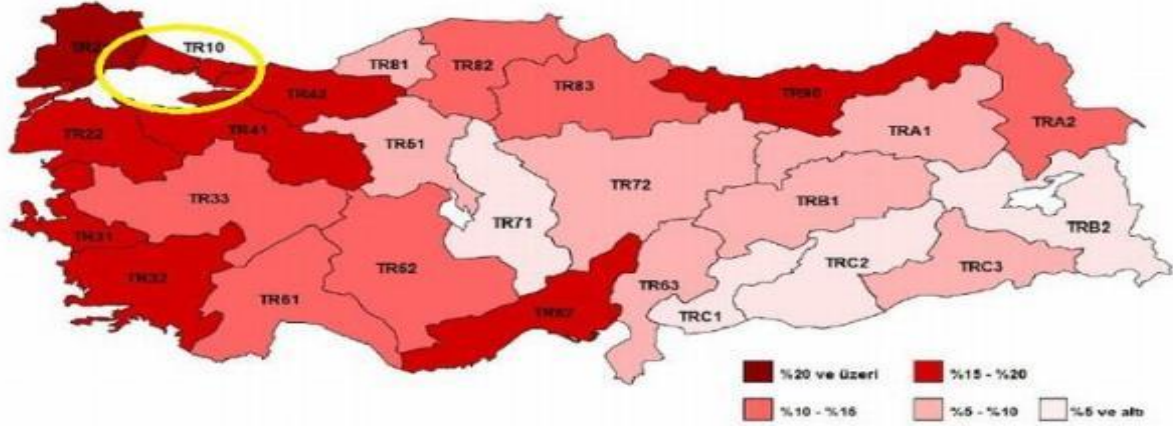 TR10
TR81
TR82
TR83
TR90
TR42
TRA1
TRA2
TR22
TR41
TR51
TR72
TRB1
TR33
TR71
TRB2
TR31
TR52
TRC2
TRC3
TR32
TR61
TR62
TR63
TRC1
%20 ve üzeri
%15 - %20
%10 - %15
%5 - %10
%5 ve altı